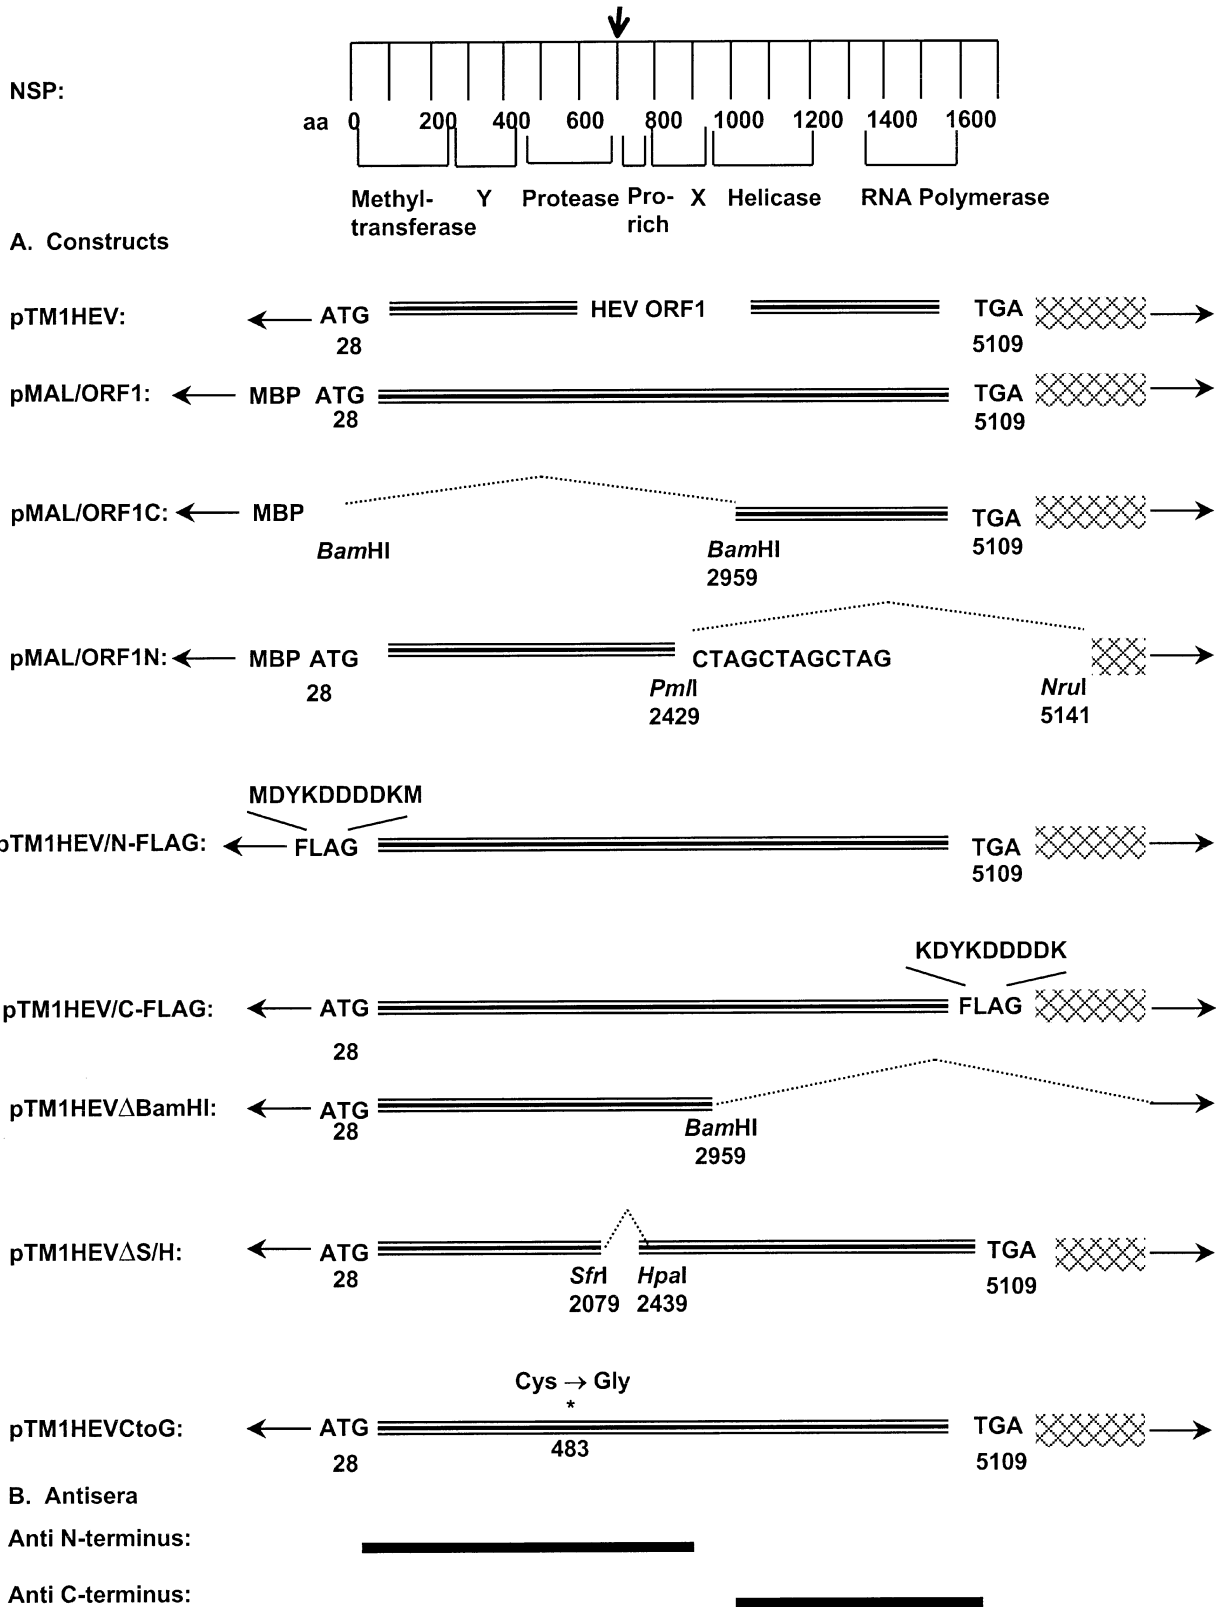 NSP:
aa 0 200 400 600 800 1000 1200 1400 1600
Methyl-
transferase
Y
Protease
Pro-
rich
X
Helicase
RNA Polymerase
A. Constructs
pTM1HEV: ATG HEV ORF1 TGA
28 5109
pMAL/ORF1: MBP ATG TGA
28 5109
pMAL/ORF1C: MBP TGA
BamHI BamHI 5109
2959
pMAL/ORF1N: MBP ATG CTAGCTAGCTAG
28 PmlI NruI
2429 5141
MDYKDDDDKM
pTM1HEV/N-FLAG: FLAG TGA
5109
KDYKDDDDK
pTM1HEV/C-FLAG: ATG FLAG
28
pTM1HEVΔBamHI: ATG
28 BamHI
2959
pTM1HEVΔS/H: ATG TGA
28 SfrI HpaI 5109
2079 2439
Cys → Gly
*
pTM1HEVCtoG: ATG TGA
28 483 5109
B. Antisera
Anti N-terminus:
Anti C-terminus: